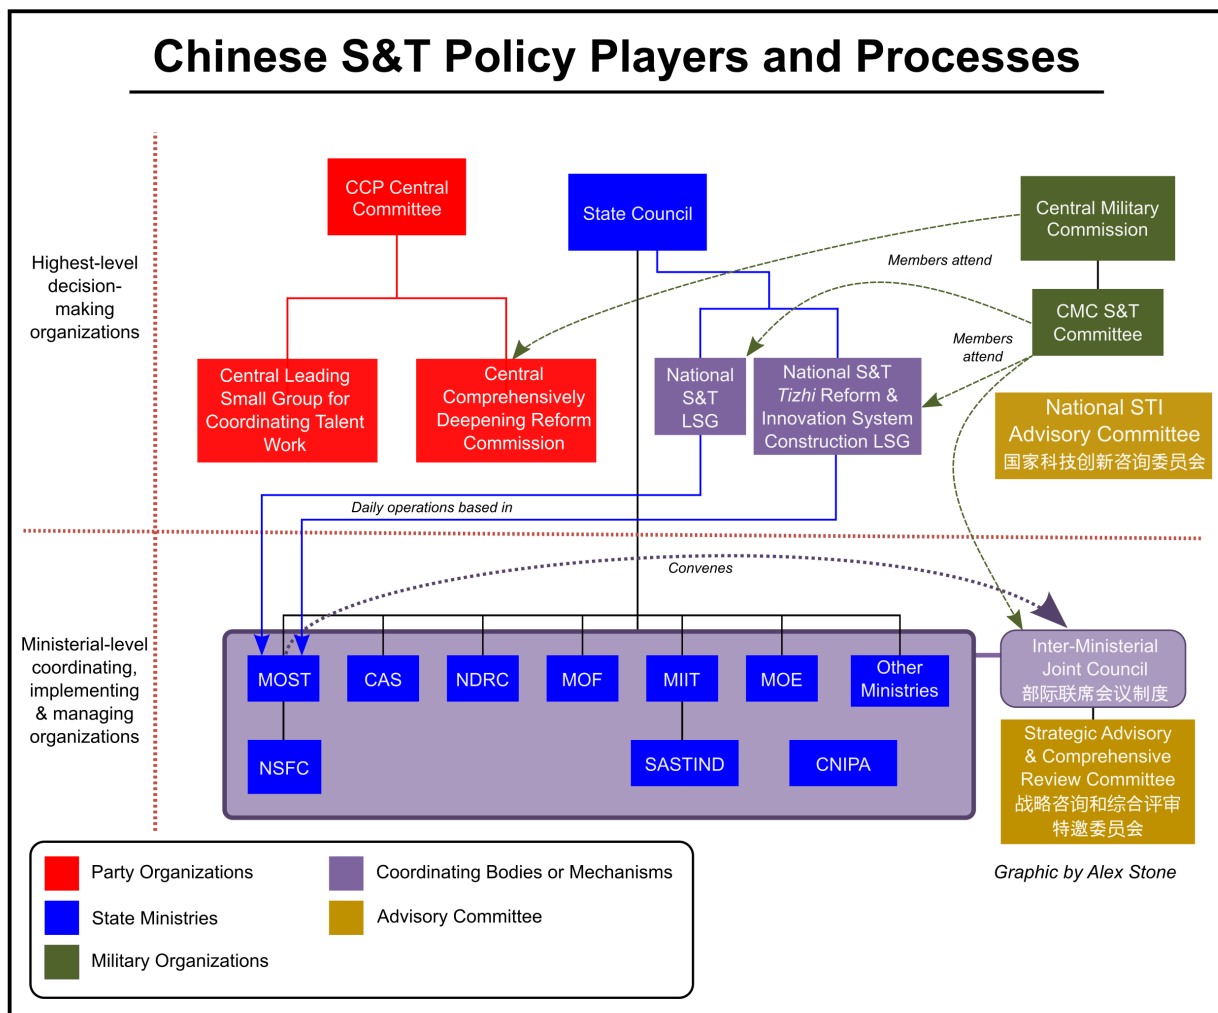 Chinese S&T Policy Players and Processes
Highest-level
decision-
making
organizations
CCP Central
Committee
State Council
Central Military
Commission
Members attend
CMC S&T
Committee
Members
attend
Central Leading
Small Group for
Coordinating Talent
Work
Central
Comprehensively
Deepening Reform
Commission
National
S&T
LSG
National S&T
Tizhi Reform &
Innovation System
Construction LSG
National STI
Advisory Committee
国家科技创新咨询委员会
Daily operations based in
Convenes
Ministerial-level
coordinating,
implementing
& managing
organizations
MOST
CAS
NDRC
MOF
MIIT
MOE
Other
Ministries
NSFC
SASTIND
CNIPA
Inter-Ministerial
Joint Council
部际联席会议制度
Strategic Advisory
& Comprehensive
Review Committee
战略咨询和综合评审
特邀委员会
Party Organizations
State Ministries
Military Organizations
Coordinating Bodies or Mechanisms
Advisory Committee
Graphic by Alex Stone